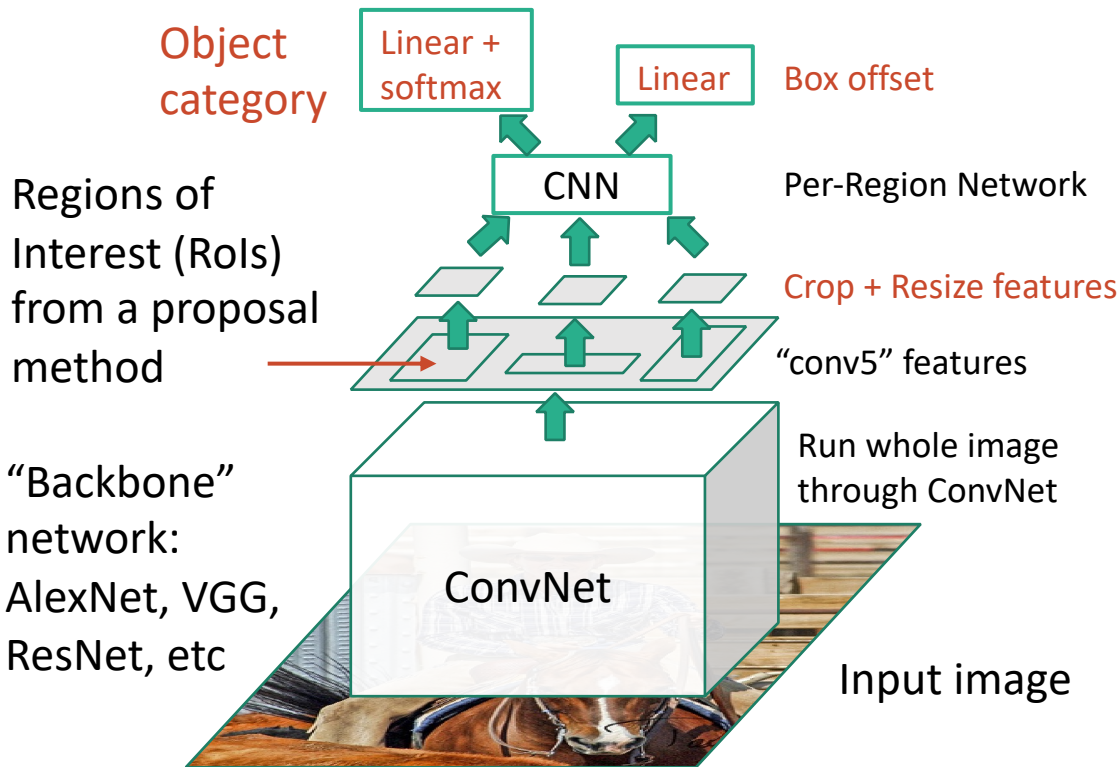 Object
category
Linear +
softmax
Linear
Box offset
CNN
Per-Region Network
Regions of
Interest (RoIs)
from a proposal
method
Crop + Resize features
“conv5” features
Run whole image
through ConvNet
“Backbone”
network:
AlexNet, VGG,
ResNet, etc
ConvNet
Input image